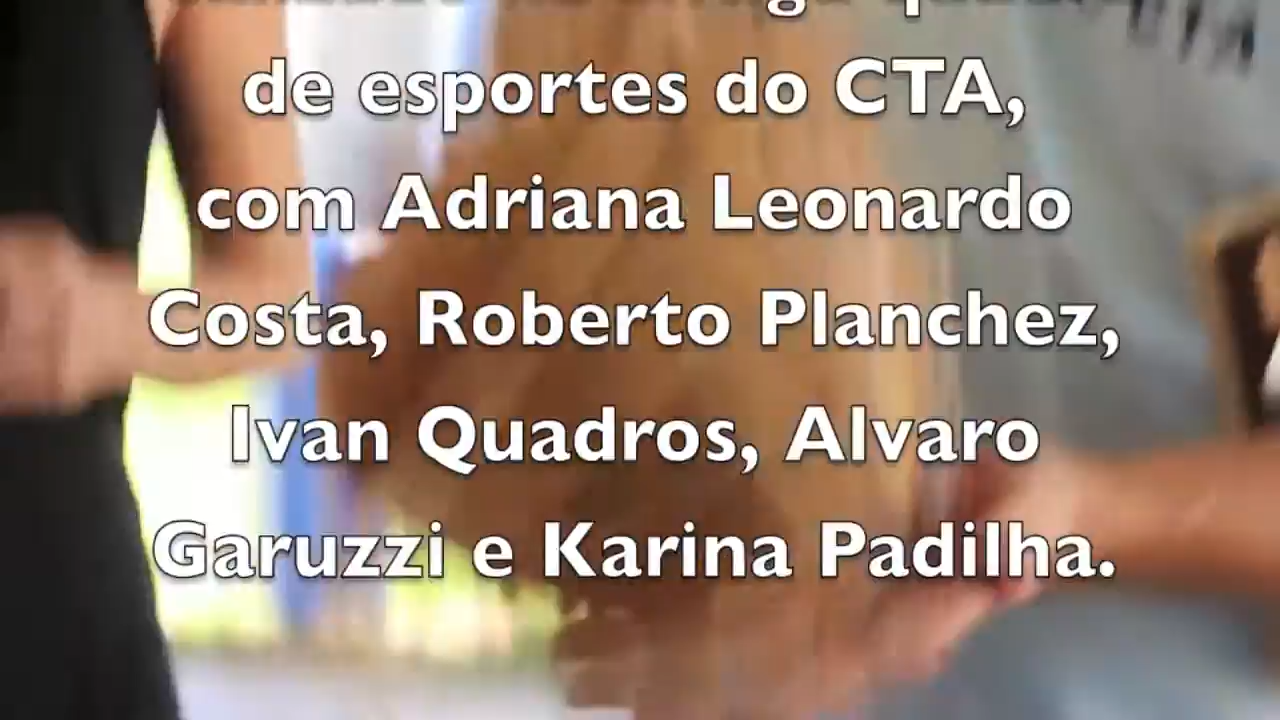 de esportes do CTA,
com Adriana Leonardo
Costa, Roberto Planchez,
Ivan Quadros, Alvaro
Garuzzi e Karina Padilha.